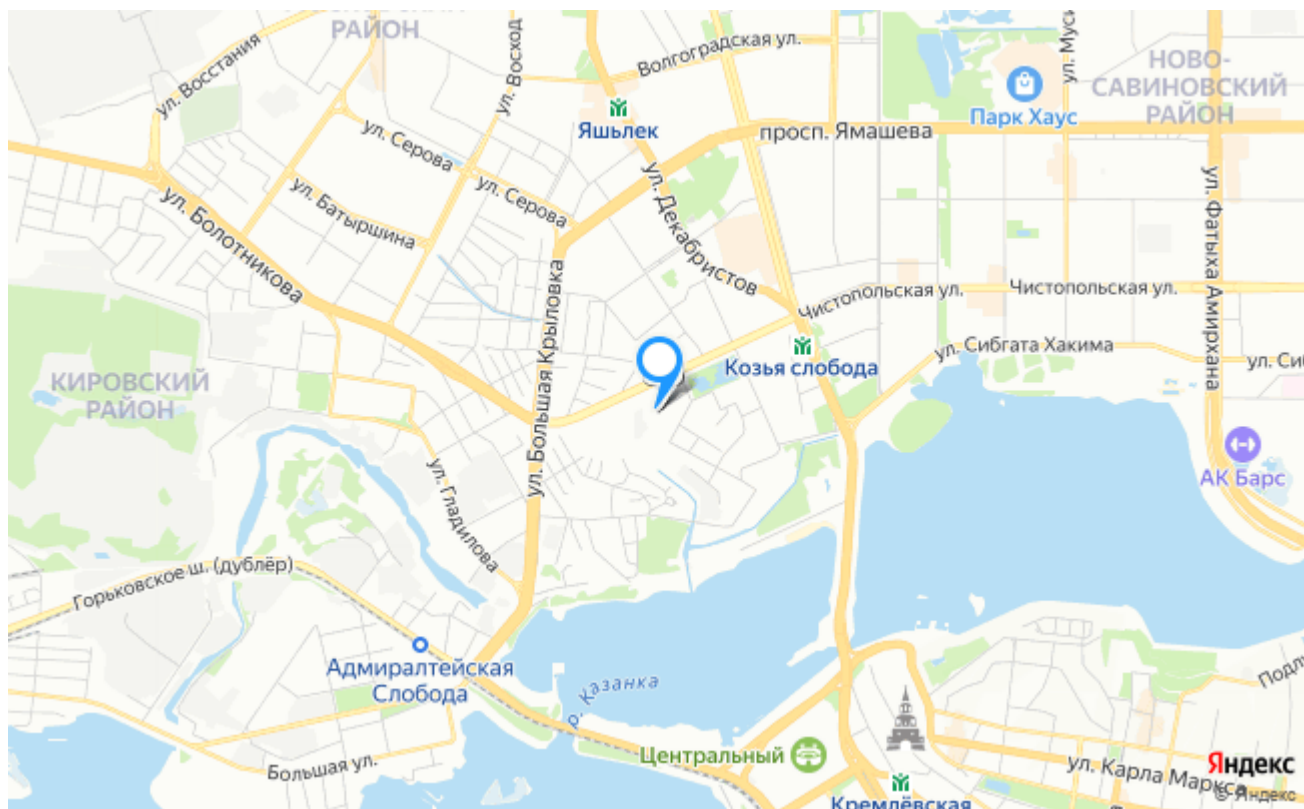 РАЙОН
ул. Восстания
ул. Восход
Волгоградская ул.
ул. Муси
НОВО-
САВИНОВСКИЙ
РАЙОН
Парк Хаус
Яшьлек
просп. Ямашева
ул. Серова
ул. Серова
ул. Батыршина
ул. Болотникова
ул. Декабристов
ул. Фатыха Амирхана
Чистопольская ул.
Чистопольская ул.
ул. Большая Крыловка
Козья слобода
ул. Сибгата Хакима
ул. Сиб
КИРОВСКИЙ
РАЙОН
ул. Гладилова
АК Барс
Горьковское ш. (дублёр)
Адмиралтейская
Слобода
р. Казанка
Подлу
Центральный
Большая ул.
ул. Карла Маркса
Яндекс
© Яндекс
Кремлёвская